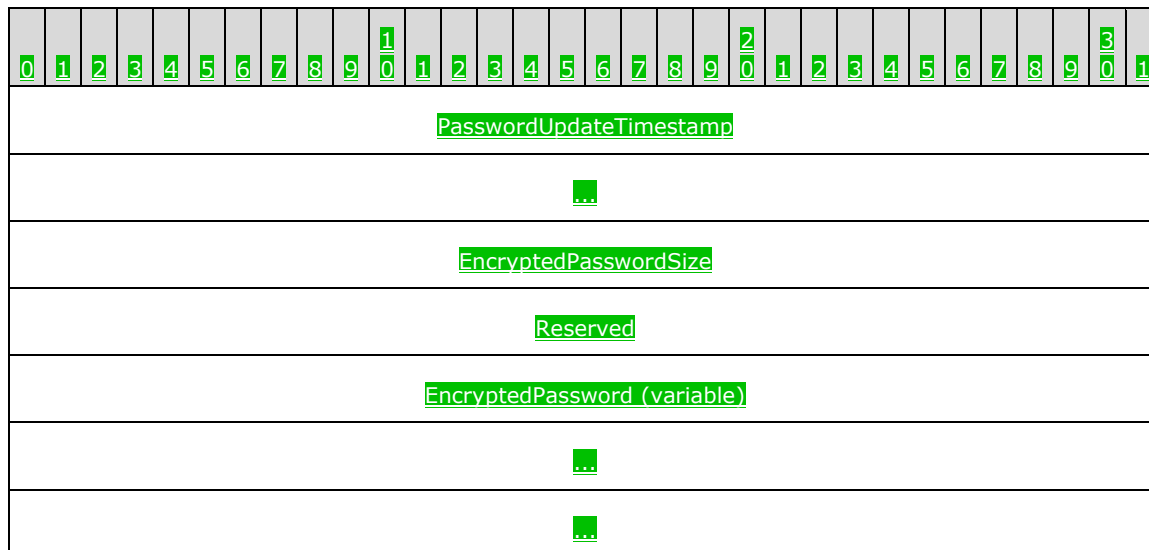 1 2 3
0 1 2 3 4 5 6 7 8 9 0 1 2 3 4 5 6 7 8 9 0 1 2 3 4 5 6 7 8 9 0 1
PasswordUpdateTimestamp
...
EncryptedPasswordSize
Reserved
EncryptedPassword (variable)
...
...